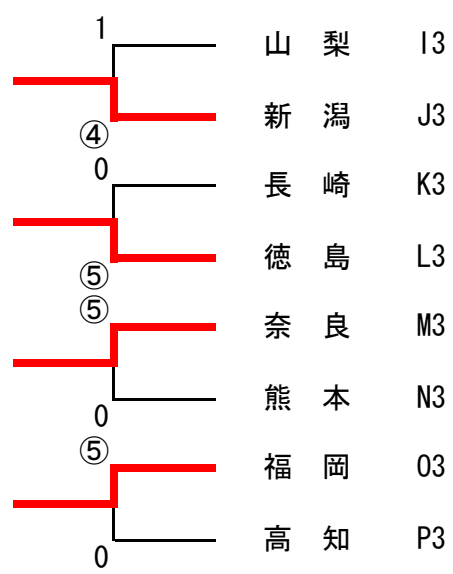 1
山 梨 I3
新 潟 J3
④
0
長 崎 K3
徳 島 L3
⑤
⑤
奈 良 M3
熊 本 N3
0
⑤
福 岡 O3
高 知 P3
0